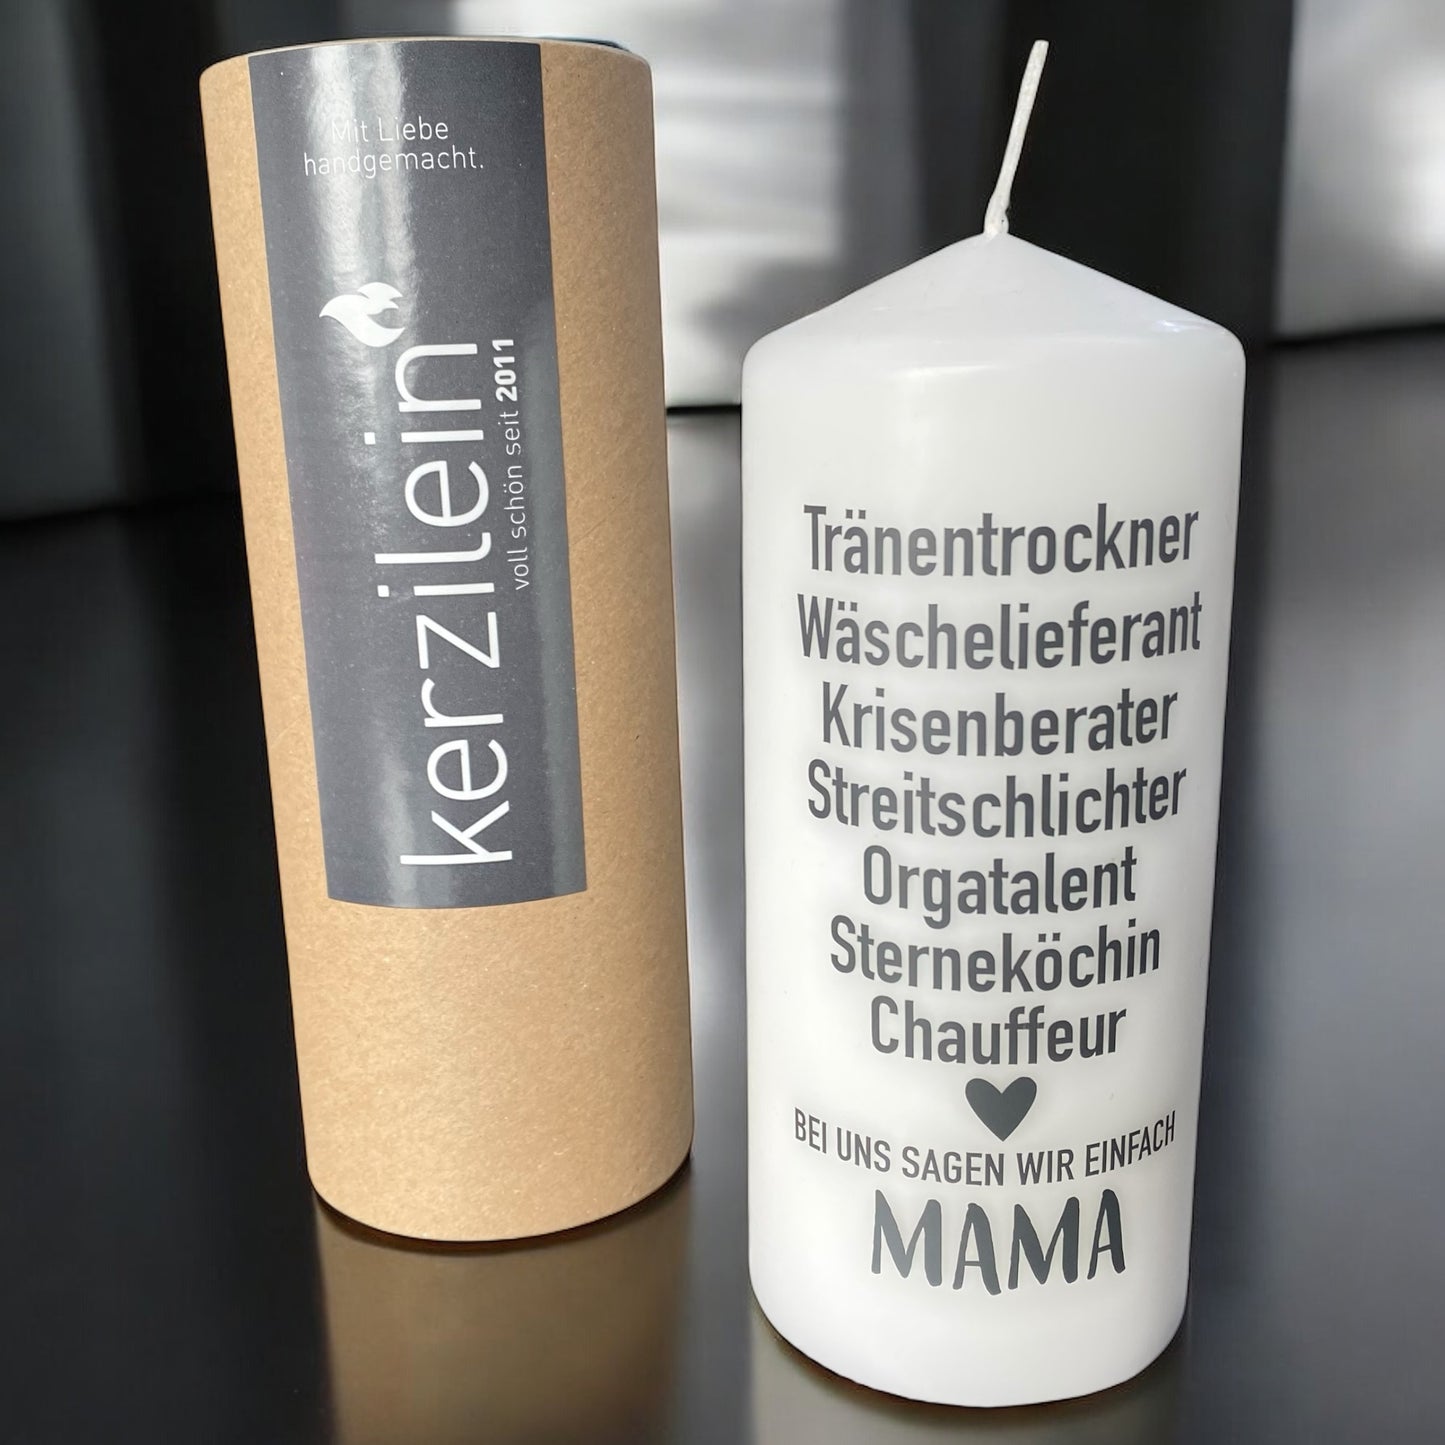 Mit Liebe
handgemacht.
kerzilein
voll schön seit 2011
Tränentrockner
Wäschelieferant
Krisenberater
Streitschlichter
Orgatalent
Sterneköchin
Chauffeur
BEI UNS SAGEN WIR EINFACH
MAMA